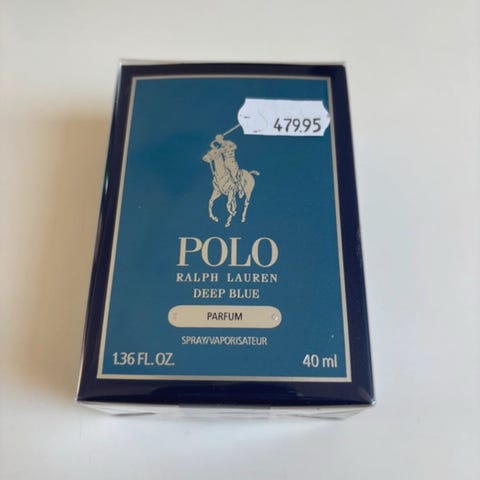 479.95
POLO
RALPH LAUREN
DEEP BLUE
PARFUM
SPRAY/VAPORISATEUR
1.36 FL. OZ. 40 ml